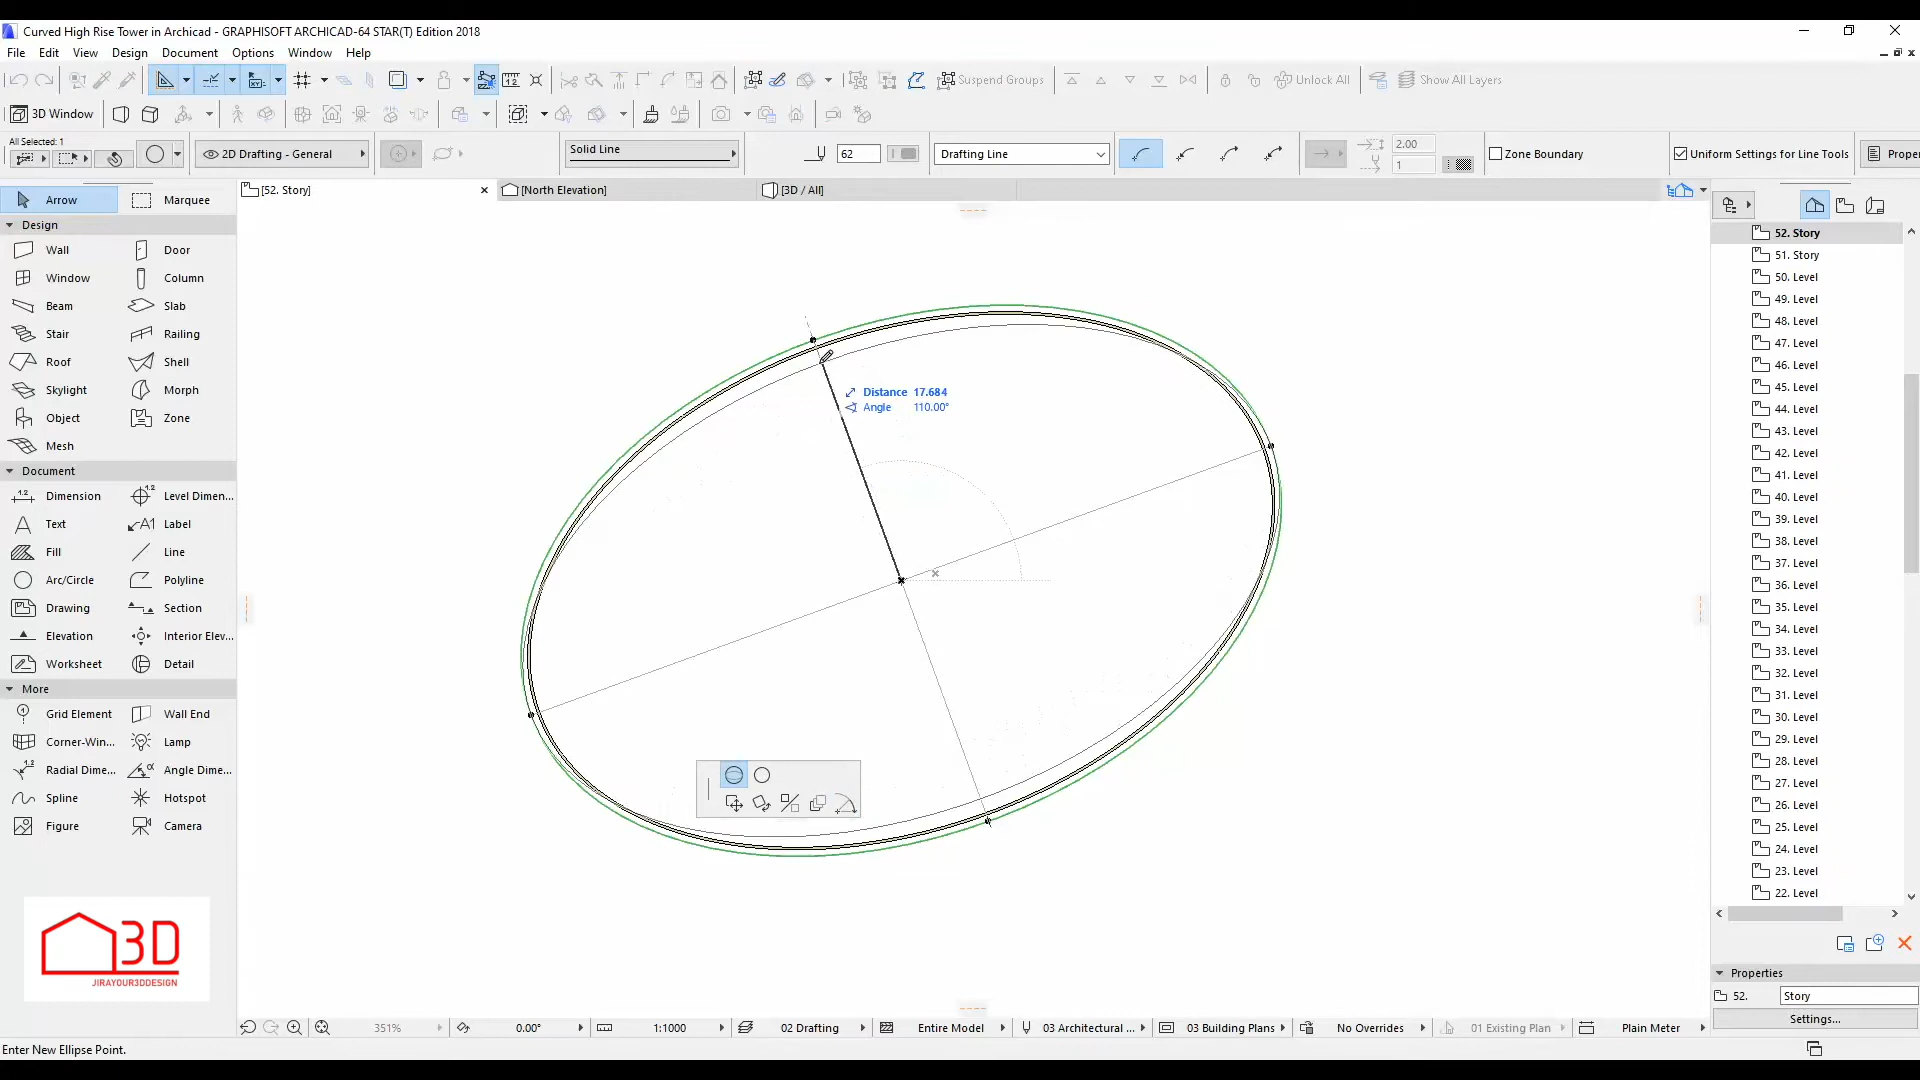 Curved High Rise Tower in Archicad - GRAPHISOFT ARCHICAD-64 STAR(T) Edition 2018
File Edit View Design Document Options Window Help
Suspend Groups Unlock All Show All Layers
3D Window
All Selected: 1
2D Drafting - General Solid Line 62 Drafting Line 2.00 1 Zone Boundary Uniform Settings for Line Tools Proper
[52. Story] [North Elevation] [3D / All]
Arrow Marquee
Design
Wall Door
Window Column
Beam Slab
Stair Railing
Roof Shell
Skylight Morph
Object Zone
Mesh
Document
Dimension Level Dimen...
Text Label
Fill Line
Arc/Circle Polyline
Drawing Section
Elevation Interior Elev...
Worksheet Detail
More
Grid Element Wall End
Corner-Win... Lamp
Radial Dime... Angle Dime...
Spline Hotspot
Figure Camera
3D
JIRAYOUR3DDESIGN
Distance 17.684
Angle 110.00°
52. Story
51. Story
50. Level
49. Level
48. Level
47. Level
46. Level
45. Level
44. Level
43. Level
42. Level
41. Level
40. Level
39. Level
38. Level
37. Level
36. Level
35. Level
34. Level
33. Level
32. Level
31. Level
30. Level
29. Level
28. Level
27. Level
26. Level
25. Level
24. Level
23. Level
22. Level
Properties
52. Story
Settings...
351% 0.00° 1:1000 02 Drafting Entire Model 03 Architectural ... 03 Building Plans No Overrides 01 Existing Plan Plain Meter
Enter New Ellipse Point.